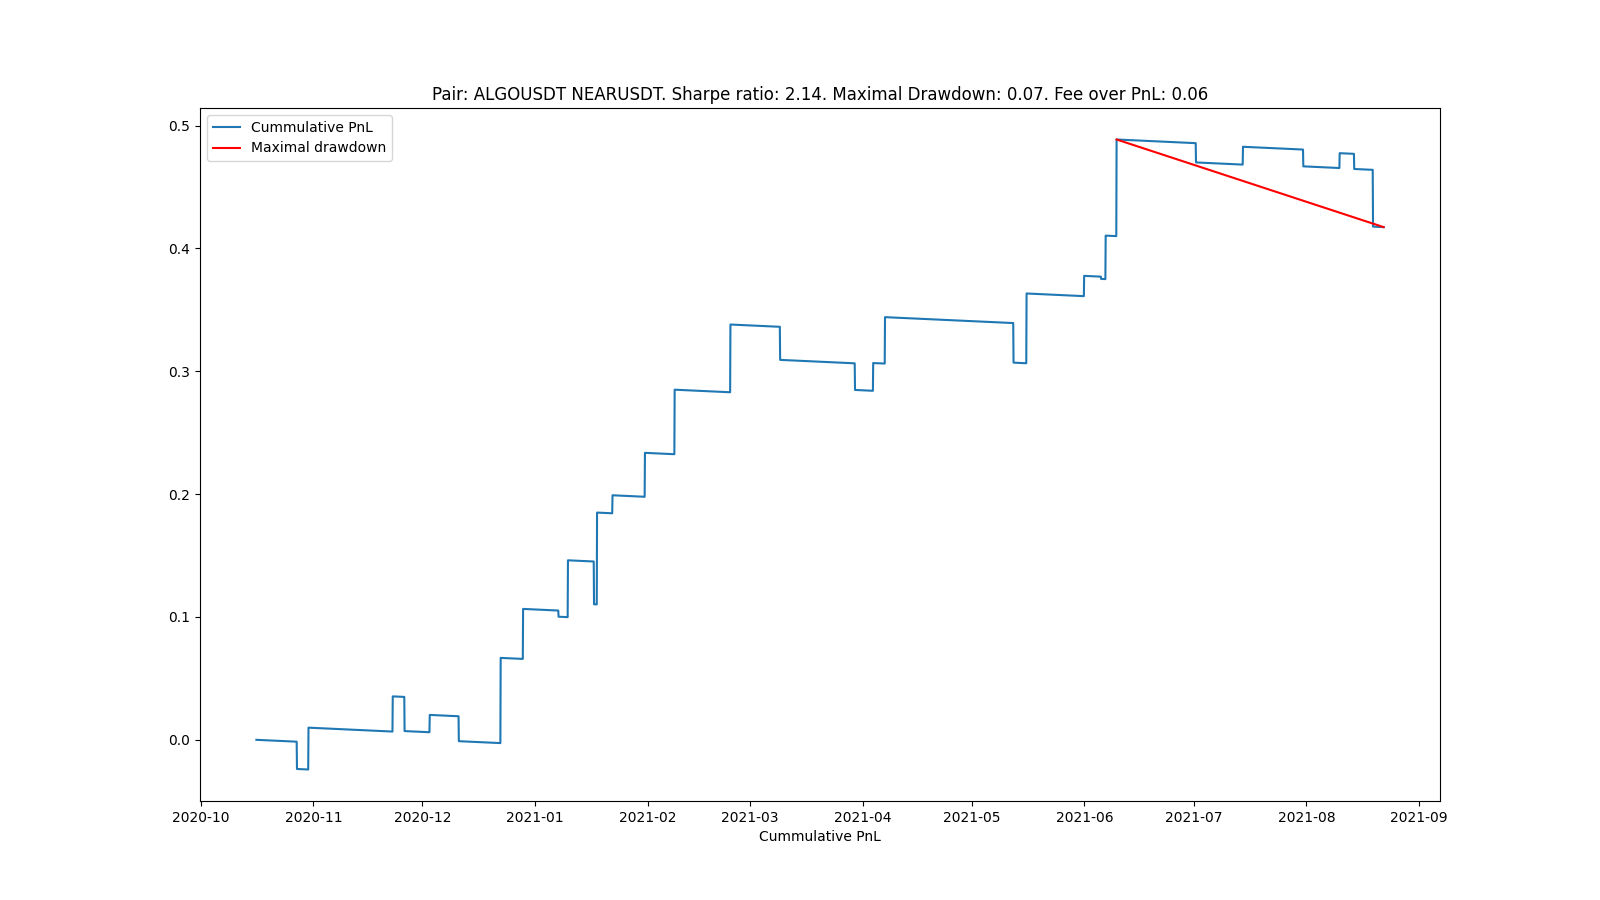 Pair: ALGOUSDT NEARUSDT. Sharpe ratio: 2.14. Maximal Drawdown: 0.07. Fee over PnL: 0.06
Cummulative PnL
Maximal drawdown
0.5
0.4
0.3
0.2
0.1
0.0
2020-10 2020-11 2020-12 2021-01 2021-02 2021-03 2021-04 2021-05 2021-06 2021-07 2021-08 2021-09
Cummulative PnL